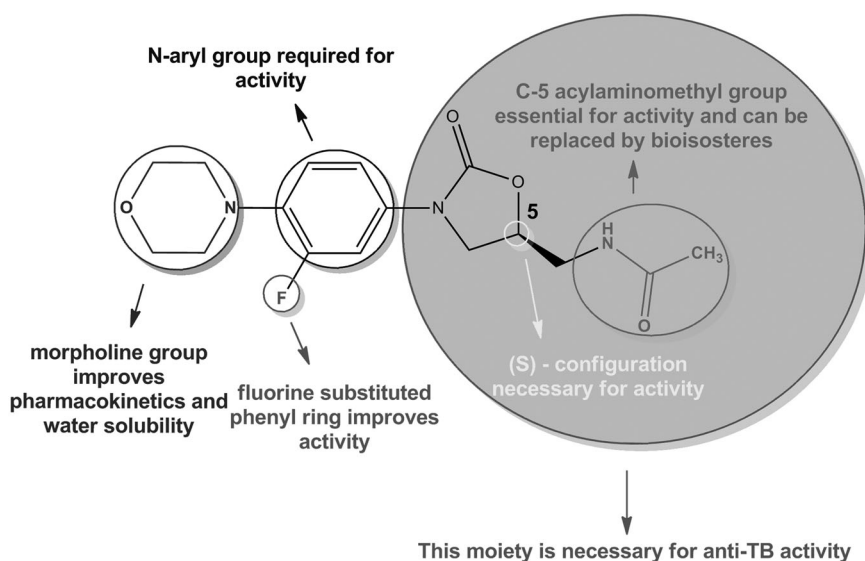 N-aryl group required for
activity
C-5 acylaminomethyl group
essential for activity and can be
replaced by bioisosteres
O
O
5
O
N
N
H
N
CH3
F
O
(S) - configuration
necessary for activity
morpholine group
improves
pharmacokinetics and
water solubility
fluorine substituted
phenyl ring improves
activity
This moiety is necessary for anti-TB activity